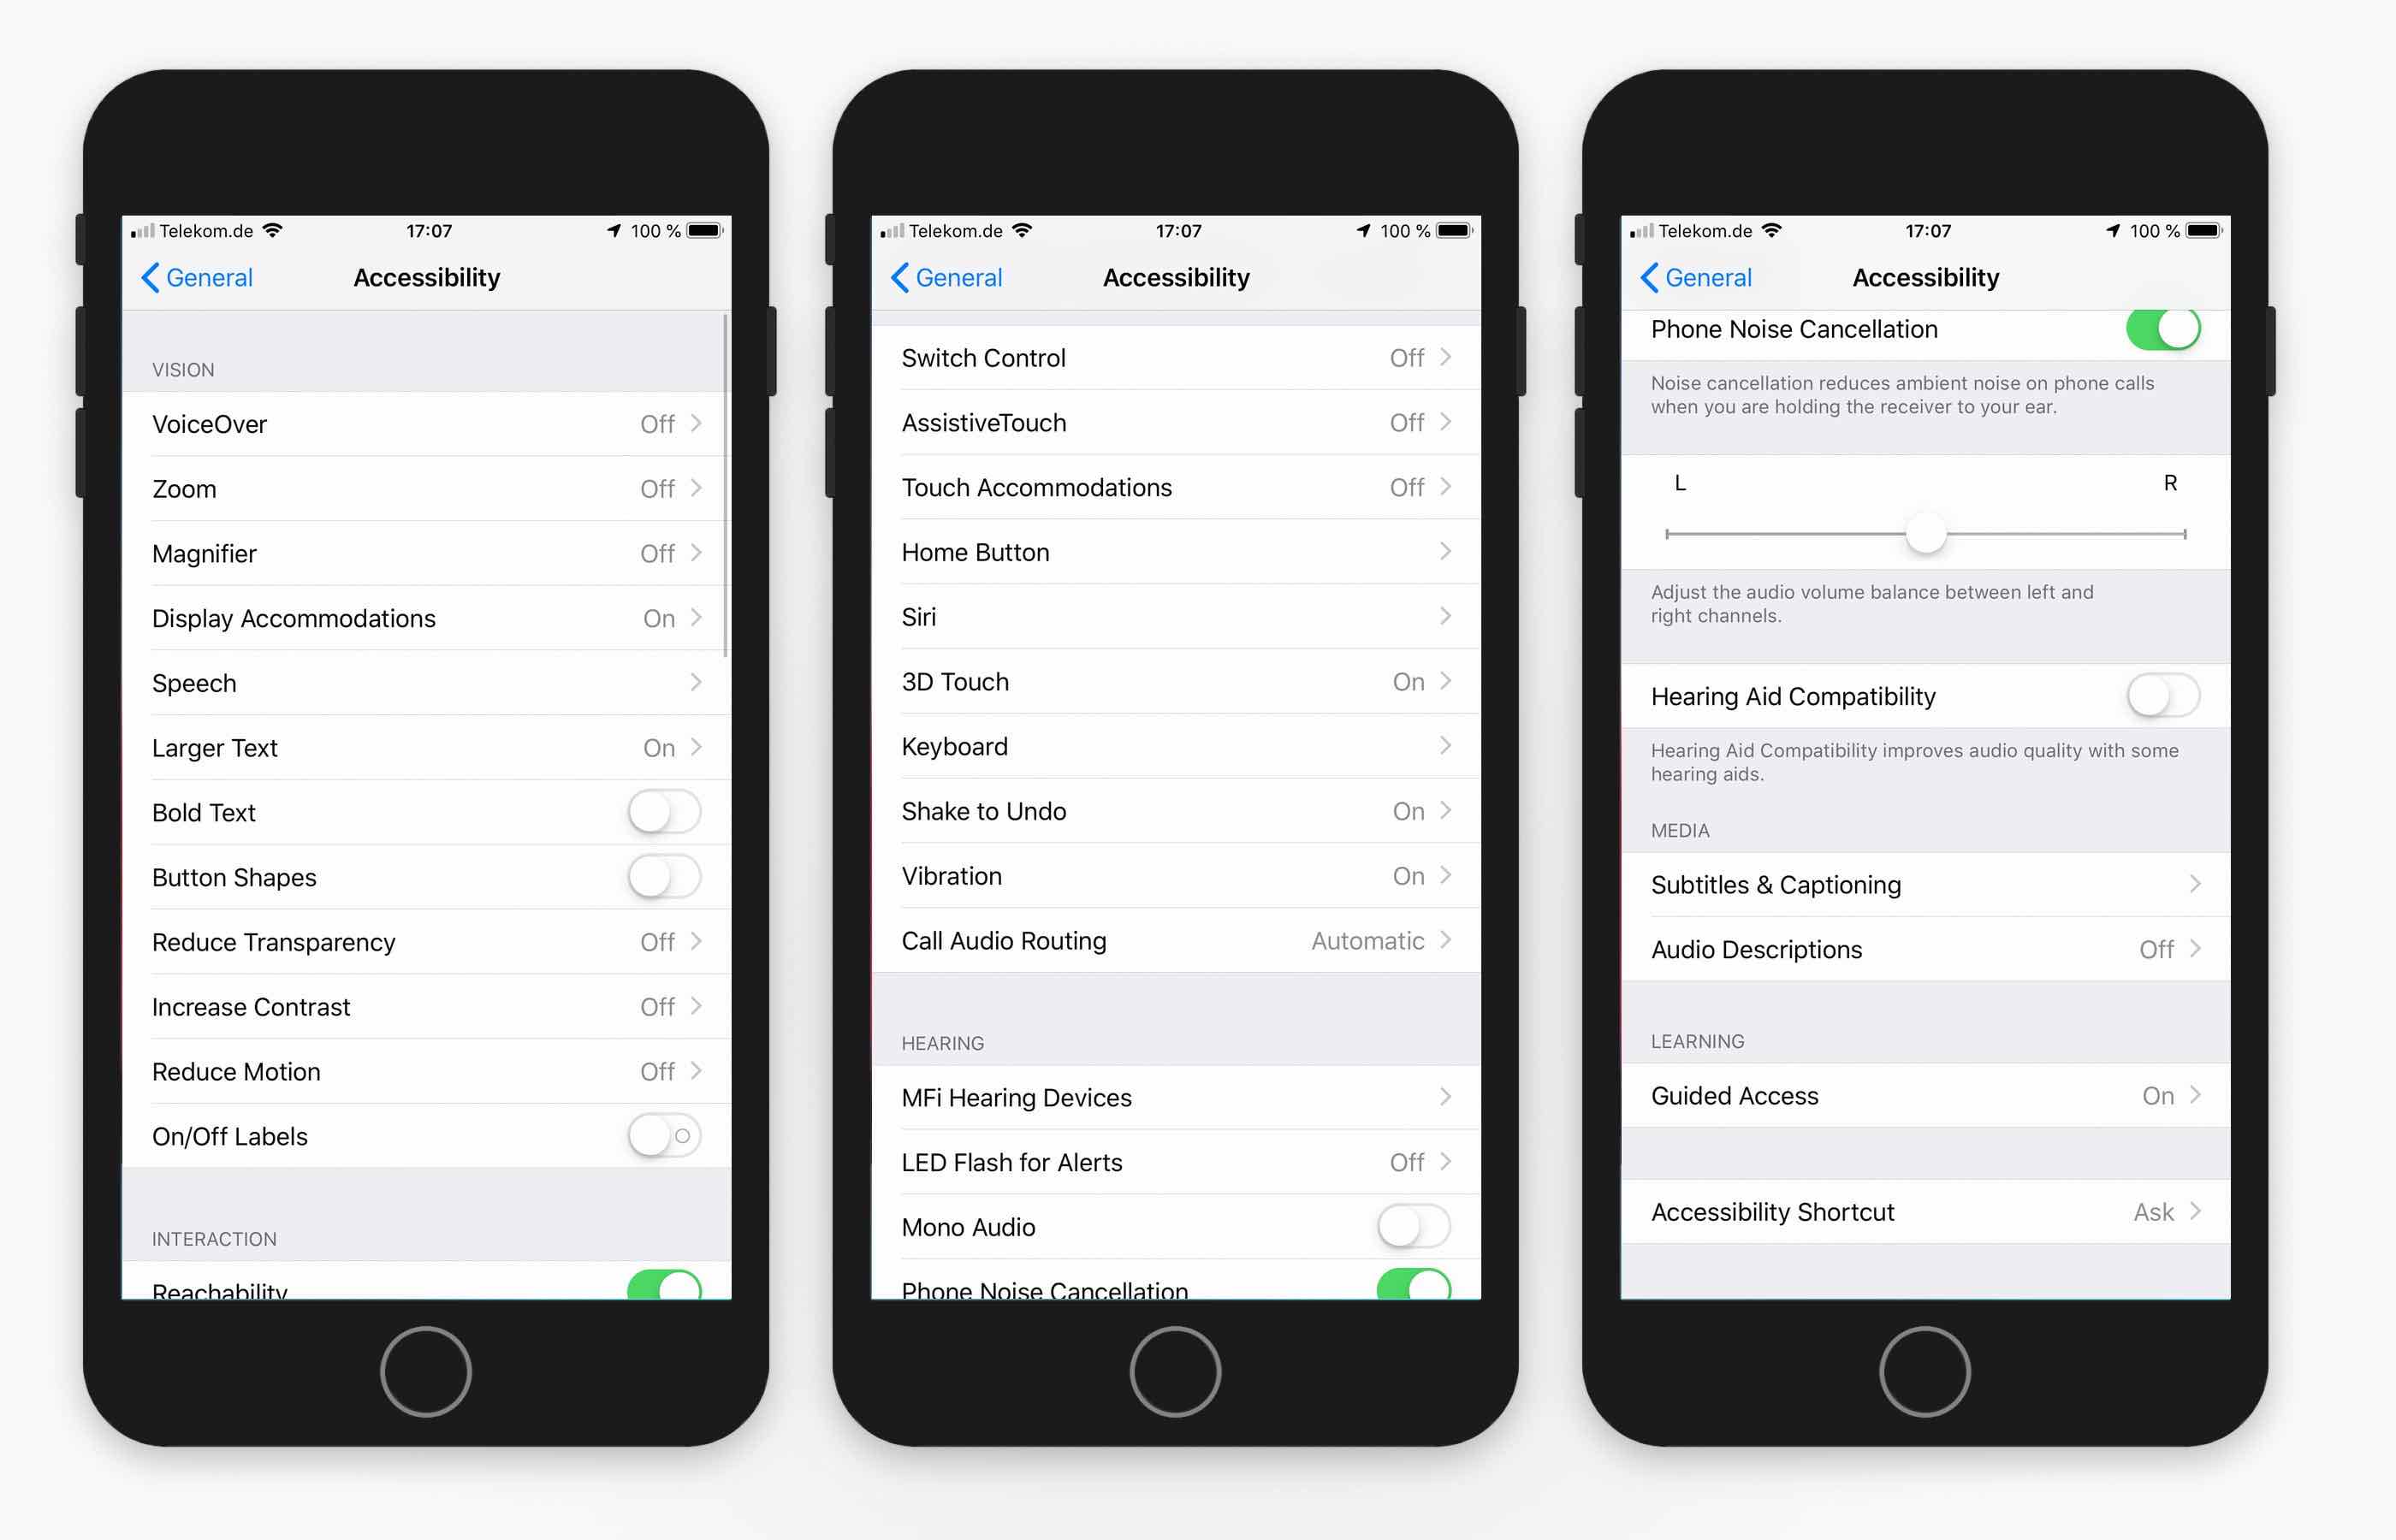 Telekom.de 17:07 100 %
General Accessibility
VISION
VoiceOver Off
Zoom Off
Magnifier Off
Display Accommodations On
Speech
Larger Text On
Bold Text
Button Shapes
Reduce Transparency Off
Increase Contrast Off
Reduce Motion Off
On/Off Labels
INTERACTION
Reachability
Telekom.de 17:07 100 %
General Accessibility
Switch Control Off
AssistiveTouch Off
Touch Accommodations Off
Home Button
Siri
3D Touch On
Keyboard
Shake to Undo On
Vibration On
Call Audio Routing Automatic
HEARING
MFi Hearing Devices
LED Flash for Alerts Off
Mono Audio
Phone Noise Cancellation
Telekom.de 17:07 100 %
General Accessibility
Phone Noise Cancellation
Noise cancellation reduces ambient noise on phone calls
when you are holding the receiver to your ear.
L R
Adjust the audio volume balance between left and
right channels.
Hearing Aid Compatibility
Hearing Aid Compatibility improves audio quality with some
hearing aids.
MEDIA
Subtitles & Captioning
Audio Descriptions Off
LEARNING
Guided Access On
Accessibility Shortcut Ask